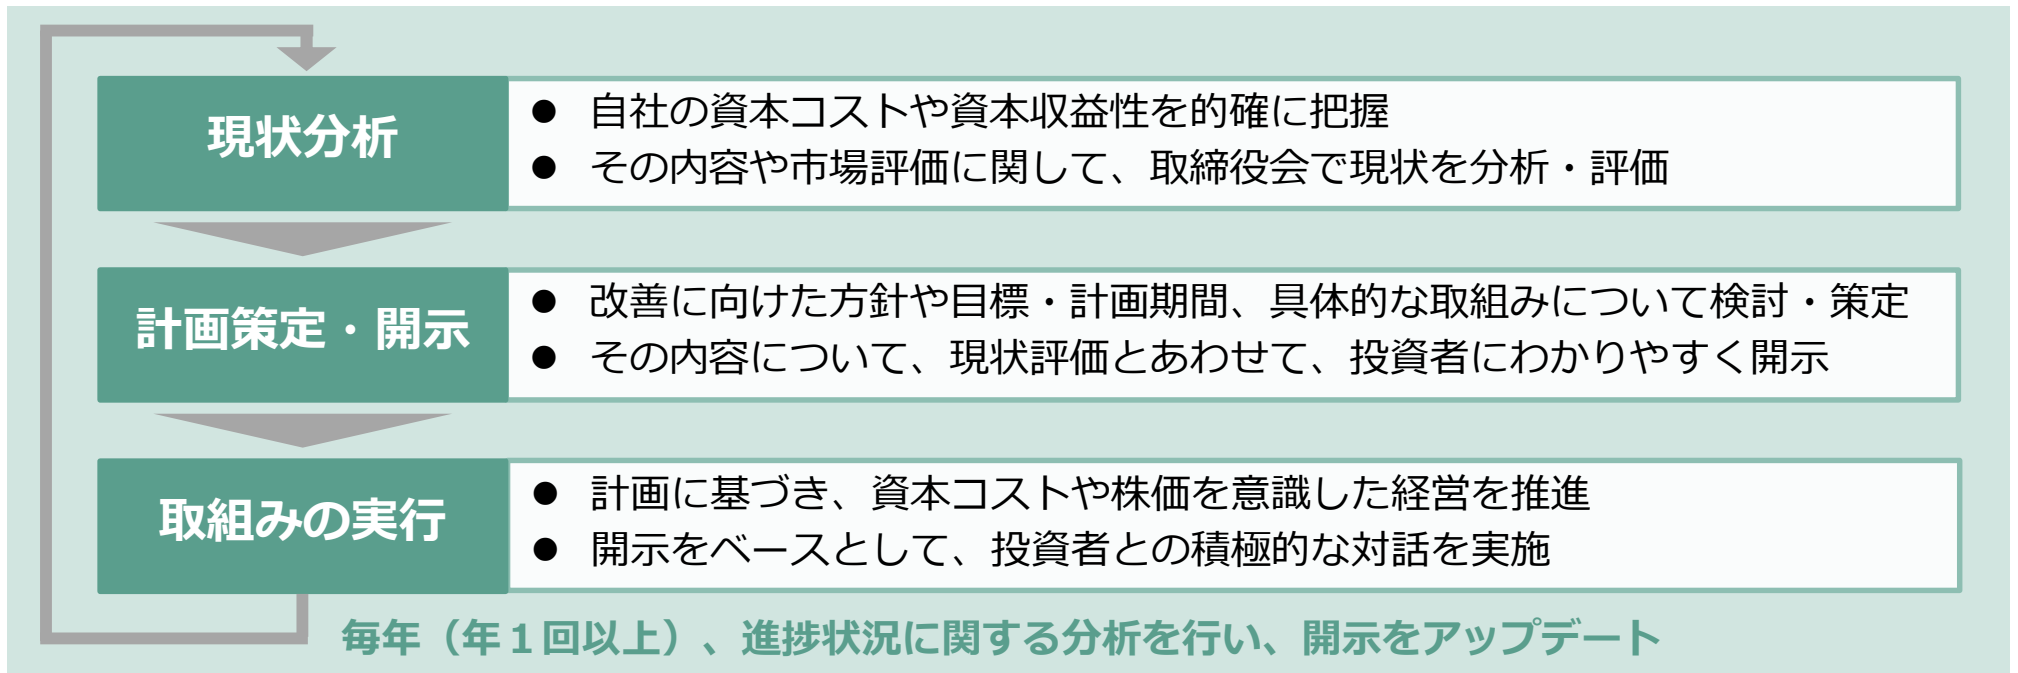 現状分析
● 自社の資本コストや資本収益性を的確に把握
● その内容や市場評価に関して、取締役会で現状を分析・評価
計画策定・開示
● 改善に向けた方針や目標・計画期間、具体的な取組みについて検討・策定
● その内容について、現状評価とあわせて、投資者にわかりやすく開示
取組みの実行
● 計画に基づき、資本コストや株価を意識した経営を推進
● 開示をベースとして、投資者との積極的な対話を実施
毎年（年１回以上）、進捗状況に関する分析を行い、開示をアップデート